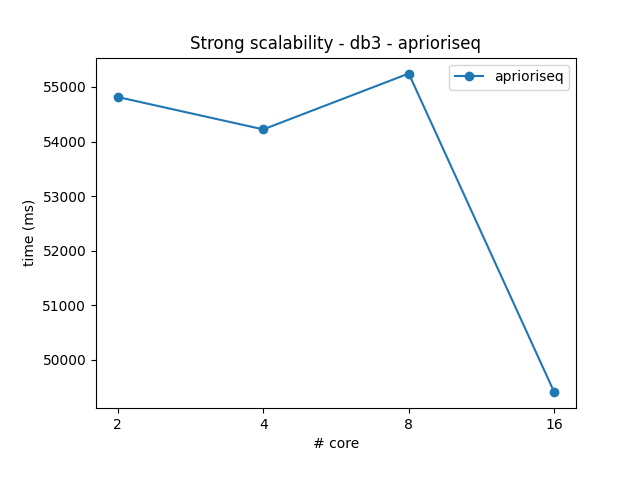 Strong scalability - db3 - aprioriseq
aprioriseq
55000
54000
53000
52000
51000
50000
time (ms)
2 4 8 16
# core